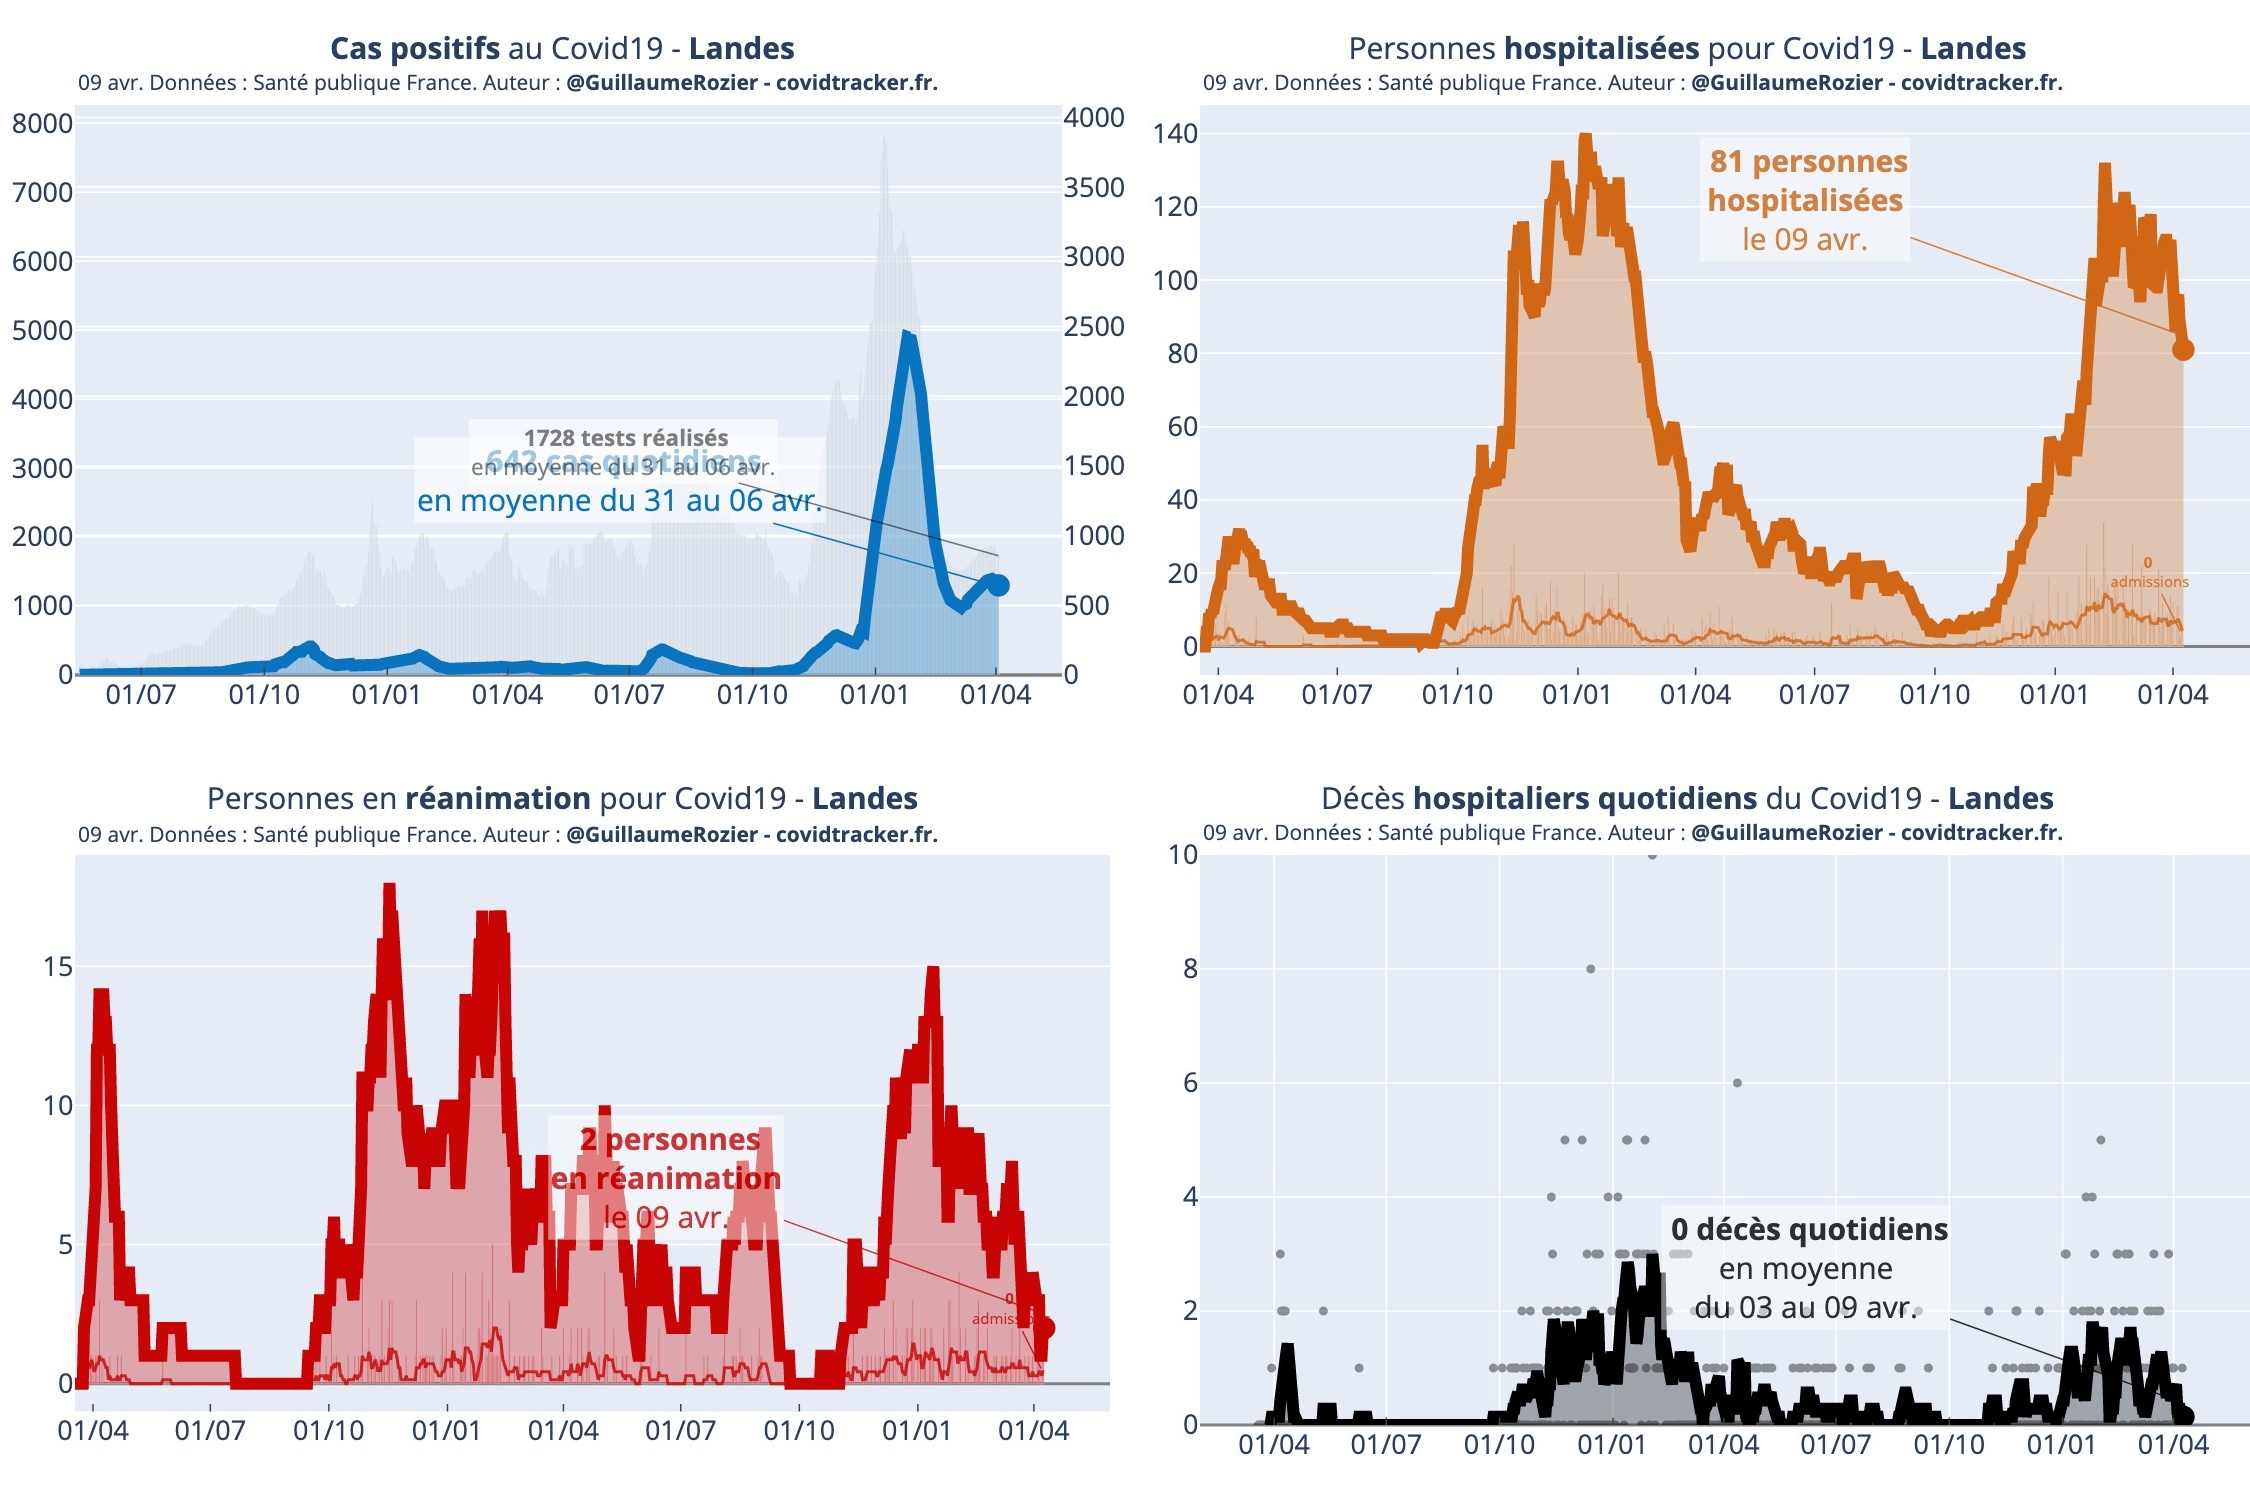 Cas positifs au Covid19 - Landes
09 avr. Données : Santé publique France. Auteur : @GuillaumeRozier - covidtracker.fr.
8000
7000
6000
5000
4000
3000
2000
1000
0
4000
3500
3000
2500
2000
1500
1000
500
0
1728 tests réalisés
en moyenne du 31 au 06 avr.
642 cas quotidiens
en moyenne du 31 au 06 avr.
01/07 01/10 01/01 01/04 01/07 01/10 01/01 01/04
Personnes hospitalisées pour Covid19 - Landes
09 avr. Données : Santé publique France. Auteur : @GuillaumeRozier - covidtracker.fr.
140
120
100
80
60
40
20
0
81 personnes
hospitalisées
le 09 avr.
0
admissions
01/04 01/07 01/10 01/01 01/04 01/07 01/10 01/01 01/04
Personnes en réanimation pour Covid19 - Landes
09 avr. Données : Santé publique France. Auteur : @GuillaumeRozier - covidtracker.fr.
15
10
5
0
2 personnes
en réanimation
le 09 avr.
0
admissions
01/04 01/07 01/10 01/01 01/04 01/07 01/10 01/01 01/04
Décès hospitaliers quotidiens du Covid19 - Landes
09 avr. Données : Santé publique France. Auteur : @GuillaumeRozier - covidtracker.fr.
10
8
6
4
2
0
0 décès quotidiens
en moyenne
du 03 au 09 avr.
01/04 01/07 01/10 01/01 01/04 01/07 01/10 01/01 01/04